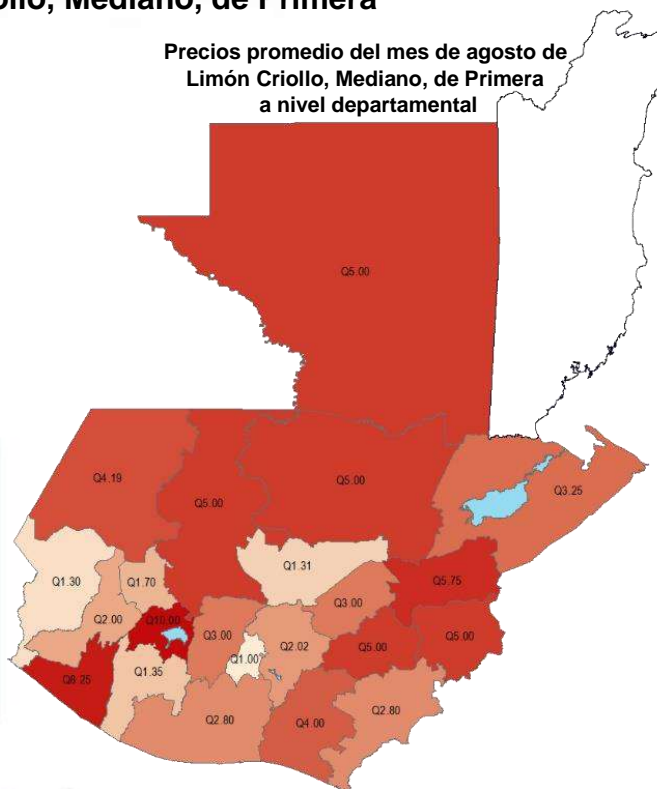 ollo, Mediano, de Primera
Precios promedio del mes de agosto de
Limón Criollo, Mediano, de Primera
a nivel departamental
Q5.00
Q4.19
Q5.00
Q5.00
Q3.25
Q1.31
Q5.75
Q1.30
Q1.70
Q3.00
Q2.00
Q10.00
Q3.00
Q2.02
Q5.00
Q5.00
Q1.00
Q8.25
Q1.35
Q2.80
Q4.00
Q2.80